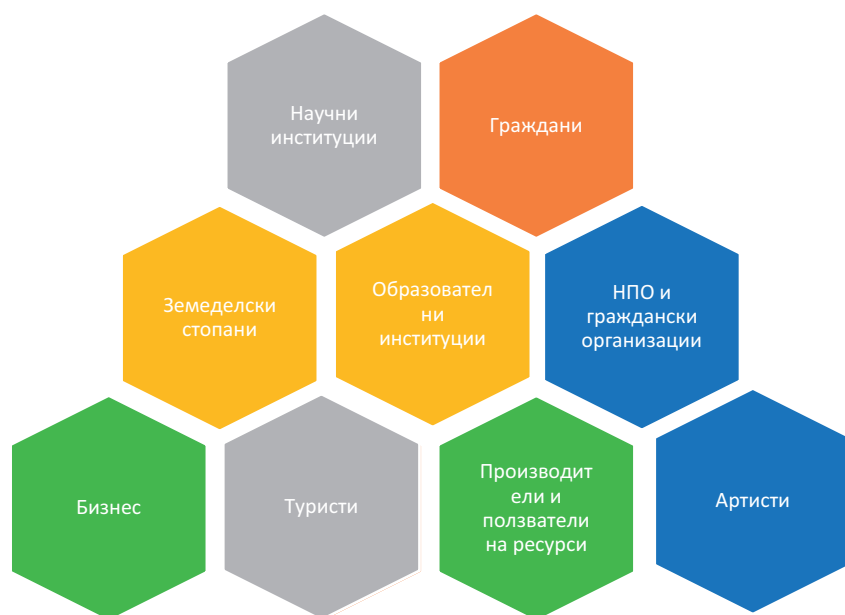 Научни
институции
Граждани
Земеделски
стопани
Образовател
ни
институции
НПО и
граждански
организации
Бизнес
Туристи
Производит
ели и
ползватели
на ресурси
Артисти